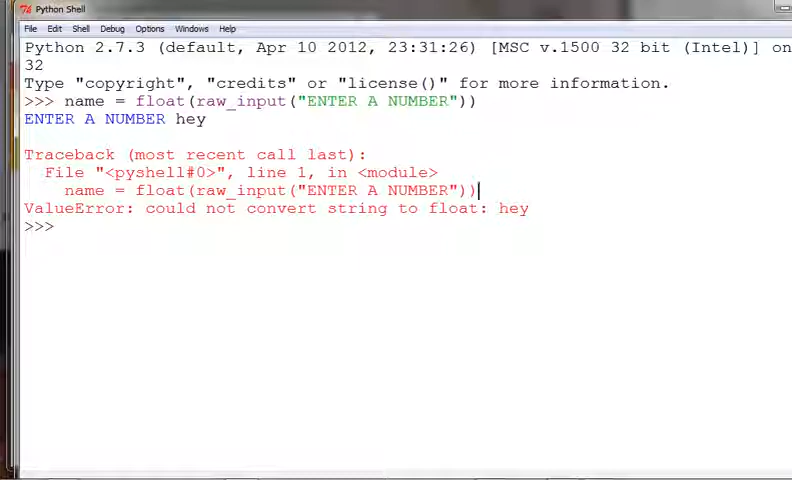 Python Shell
File Edit Shell Debug Options Windows Help
Python 2.7.3 (default, Apr 10 2012, 23:31:26) [MSC v.1500 32 bit (Intel)] on
32
Type "copyright", "credits" or "license()" for more information.
>>> name = float(raw_input("ENTER A NUMBER"))
ENTER A NUMBER hey
Traceback (most recent call last):
  File "<pyshell#0>", line 1, in <module>
    name = float(raw_input("ENTER A NUMBER"))
ValueError: could not convert string to float: hey
>>>